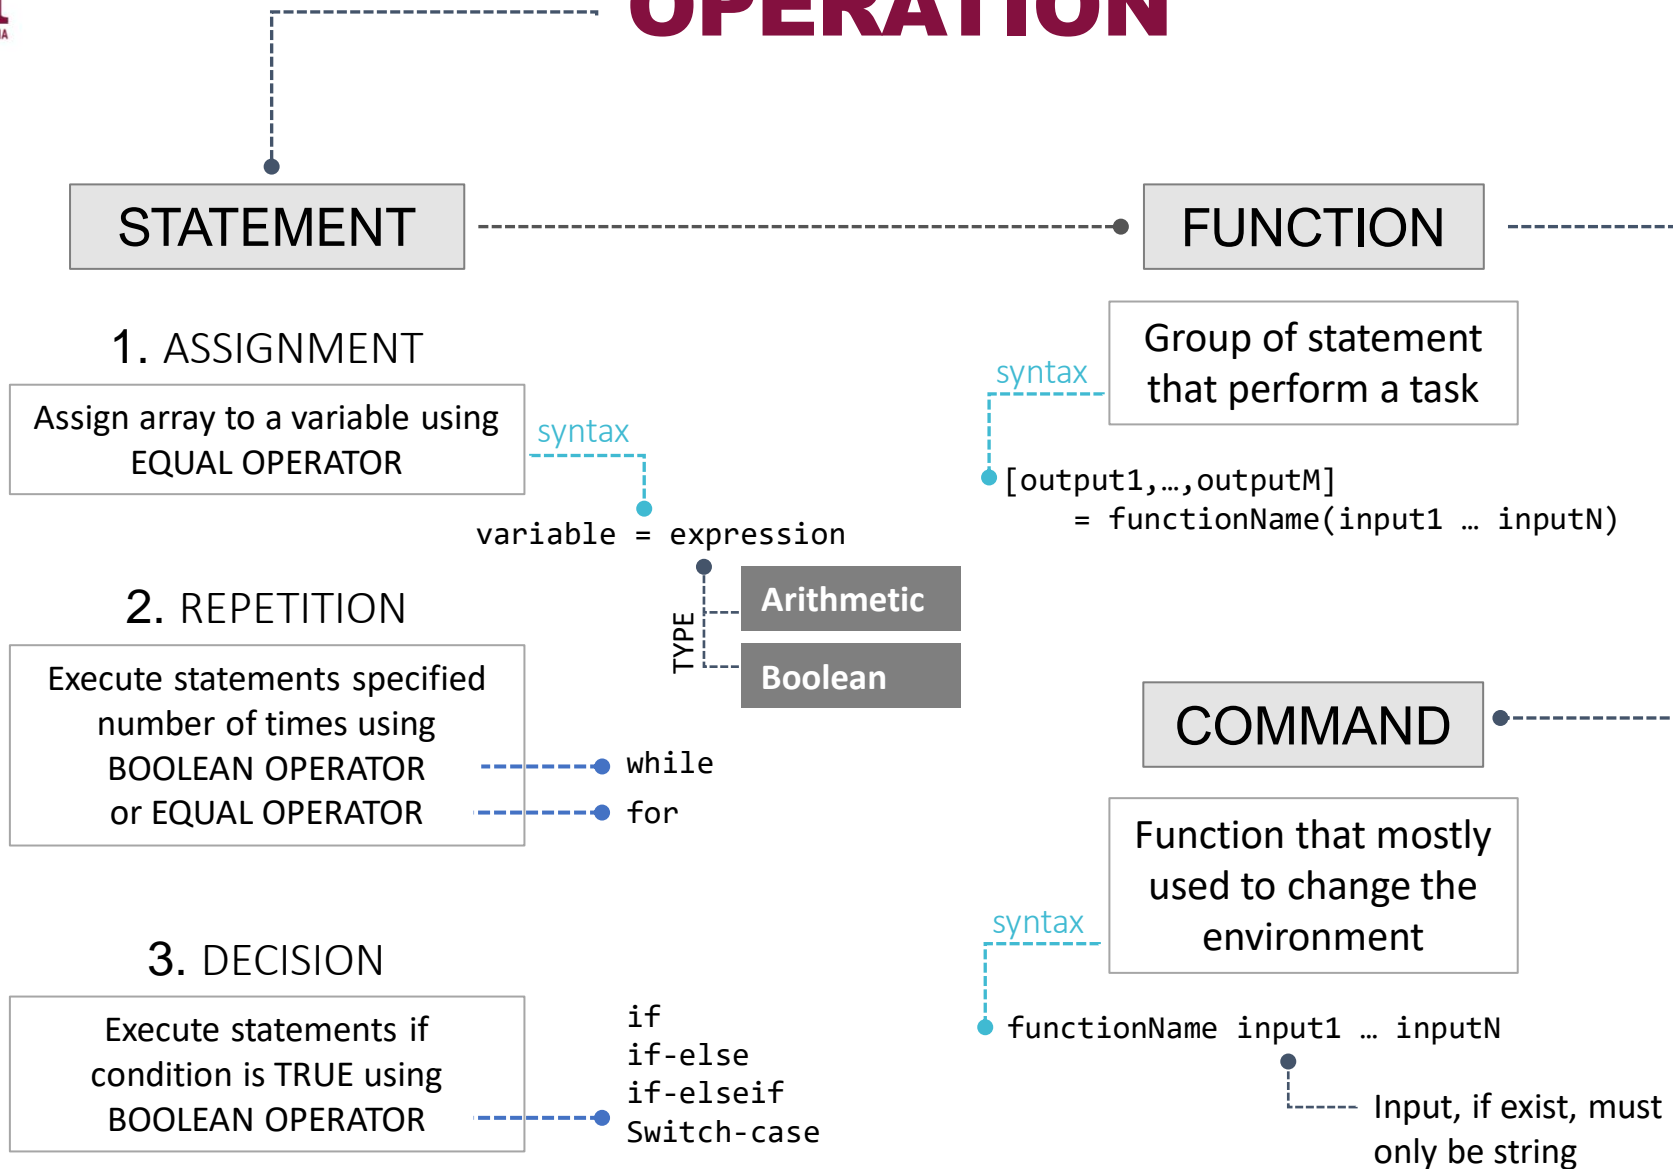 OPERATION
STATEMENT
1. ASSIGNMENT
Assign array to a variable using
EQUAL OPERATOR
syntax
variable = expression
TYPE
Arithmetic
Boolean
2. REPETITION
Execute statements specified
number of times using
BOOLEAN OPERATOR
or EQUAL OPERATOR
while
for
3. DECISION
Execute statements if
condition is TRUE using
BOOLEAN OPERATOR
if
if-else
if-elseif
Switch-case
FUNCTION
Group of statement
that perform a task
syntax
[output1,…,outputM]
= functionName(input1 … inputN)
COMMAND
Function that mostly
used to change the
environment
syntax
functionName input1 … inputN
Input, if exist, must
only be string